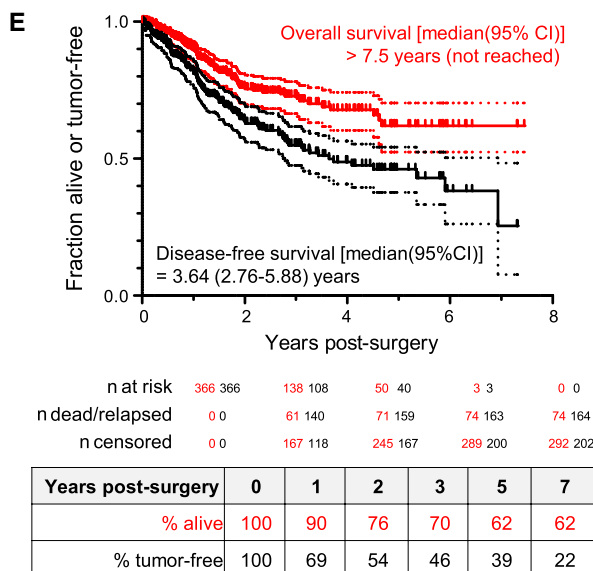 E
Overall survival [median(95% CI)]
> 7.5 years (not reached)
Fraction alive or tumor-free
1.0
0.5
0.0
Disease-free survival [median(95%CI)]
= 3.64 (2.76-5.88) years
0 2 4 6 8
Years post-surgery
n at risk 366 366 138 108 50 40 3 3 0 0
n dead/relapsed 0 0 61 140 71 159 74 163 74 164
n censored 0 0 167 118 245 167 289 200 292 202
Years post-surgery 0 1 2 3 5 7
% alive 100 90 76 70 62 62
% tumor-free 100 69 54 46 39 22